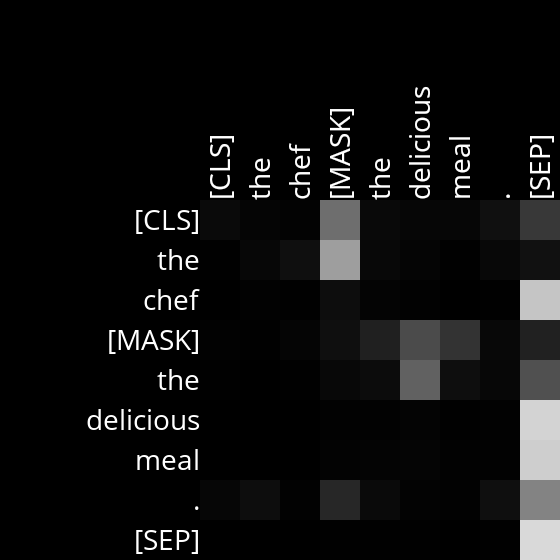 [CLS] the chef [MASK] the delicious meal . [SEP]
[CLS]
the
chef
[MASK]
the
delicious
meal
.
[SEP]